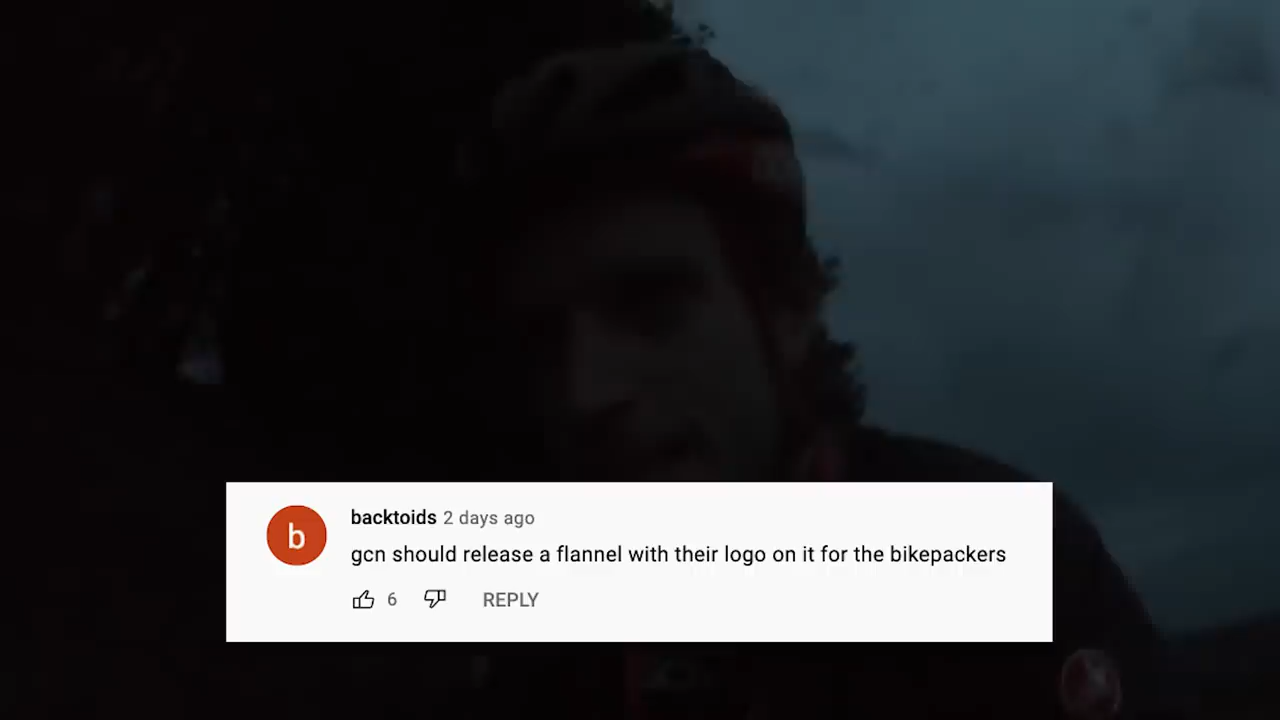 b
backtoids 2 days ago
gcn should release a flannel with their logo on it for the bikepackers
6 REPLY